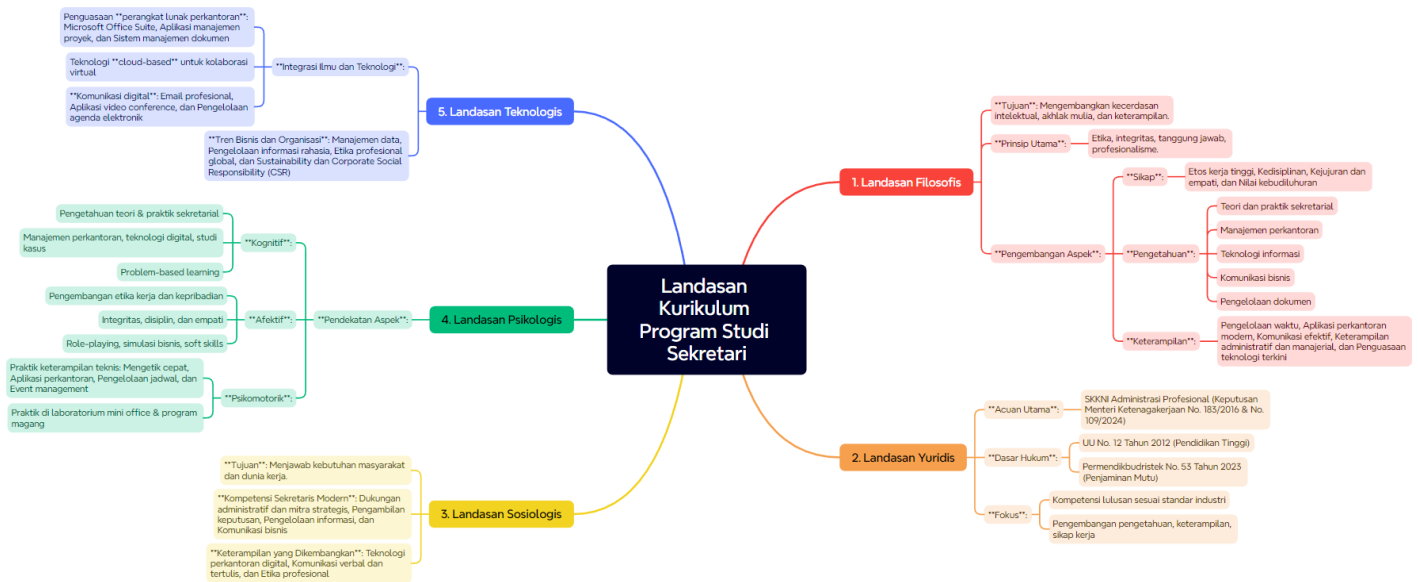 Landasan
Kurikulum
Program Studi
Sekretari
1. Landasan Filosofis
**Tujuan**: Mengembangkan kecerdasan
intelektual, akhlak mulia, dan keterampilan.
**Prinsip Utama**:
Etika, integritas, tanggung jawab,
profesionalisme.
**Pengembangan Aspek**:
**Sikap**:
Etos kerja tinggi, Kedisiplinan, Kejujuran dan
empati, dan Nilai kebudiluhuran
**Pengetahuan**:
Teori dan praktik sekretarial
Manajemen perkantoran
Teknologi informasi
Komunikasi bisnis
Pengelolaan dokumen
**Keterampilan**:
Pengelolaan waktu, Aplikasi perkantoran
modern, Komunikasi efektif, Keterampilan
administratif dan manajerial, dan Penguasaan
teknologi terkini
2. Landasan Yuridis
**Acuan Utama**:
SKKNI Administrasi Profesional (Keputusan
Menteri Ketenagakerjaan No. 183/2016 & No.
109/2024)
**Dasar Hukum**:
UU No. 12 Tahun 2012 (Pendidikan Tinggi)
Permendikbudristek No. 53 Tahun 2023
(Penjaminan Mutu)
**Fokus**:
Kompetensi lulusan sesuai standar industri
Pengembangan pengetahuan, keterampilan,
sikap kerja
3. Landasan Sosiologis
**Tujuan**: Menjawab kebutuhan masyarakat
dan dunia kerja.
**Kompetensi Sekretaris Modern**: Dukungan
administratif dan mitra strategis, Pengambilan
keputusan, Pengelolaan informasi, dan
Komunikasi bisnis
**Keterampilan yang Dikembangkan**: Teknologi
perkantoran digital, Komunikasi verbal dan
tertulis, dan Etika profesional
4. Landasan Psikologis
**Pendekatan Aspek**:
**Kognitif**:
Pengetahuan teori & praktik sekretarial
Manajemen perkantoran, teknologi digital, studi
kasus
Problem-based learning
**Afektif**:
Pengembangan etika kerja dan kepribadian
Integritas, disiplin, dan empati
Role-playing, simulasi bisnis, soft skills
**Psikomotorik**:
Praktik keterampilan teknis: Mengetik cepat,
Aplikasi perkantoran, Pengelolaan jadwal, dan
Event management
Praktik di laboratorium mini office & program
magang
5. Landasan Teknologis
**Integrasi Ilmu dan Teknologi**:
Penguasaan **perangkat lunak perkantoran**:
Microsoft Office Suite, Aplikasi manajemen
proyek, dan Sistem manajemen dokumen
Teknologi **cloud-based** untuk kolaborasi
virtual
**Komunikasi digital**: Email profesional,
Aplikasi video conference, dan Pengelolaan
agenda elektronik
**Tren Bisnis dan Organisasi**: Manajemen data,
Pengelolaan informasi rahasia, Etika profesional
global, dan Sustainability dan Corporate Social
Responsibility (CSR)